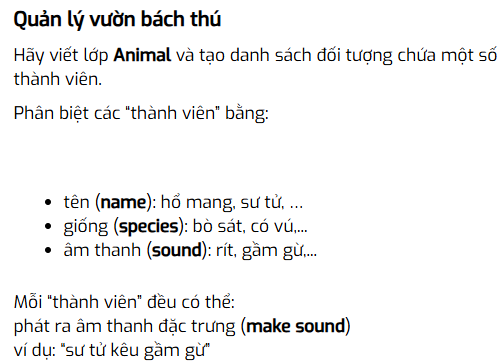 Quản lý vườn bách thú
Hãy viết lớp Animal và tạo danh sách đối tượng chứa một số
thành viên.
Phân biệt các “thành viên” bằng:
• tên (name): hổ mang, sư tử, ...
• giống (species): bò sát, có vú,...
• âm thanh (sound): rít, gầm gừ,...
Mỗi “thành viên” đều có thể:
phát ra âm thanh đặc trưng (make sound)
ví dụ: “sư tử kêu gầm gừ”